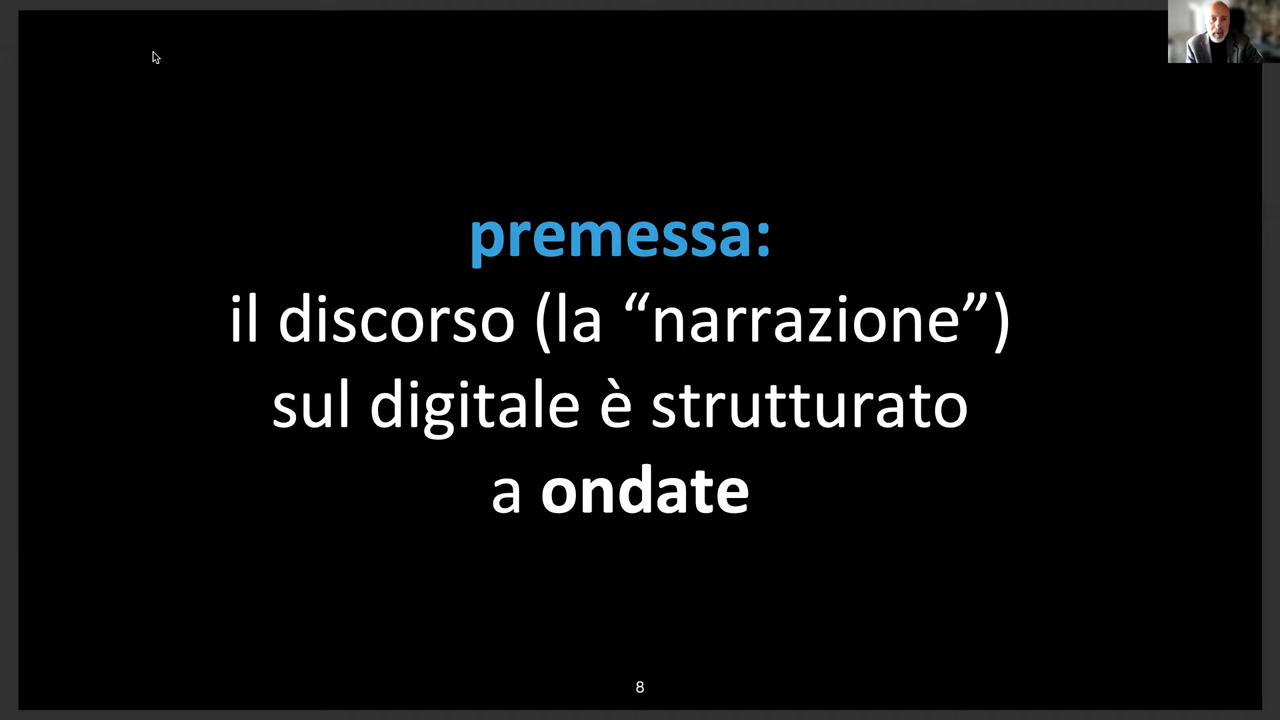 premessa:
il discorso (la “narrazione”)
sul digitale è strutturato
a ondate
8